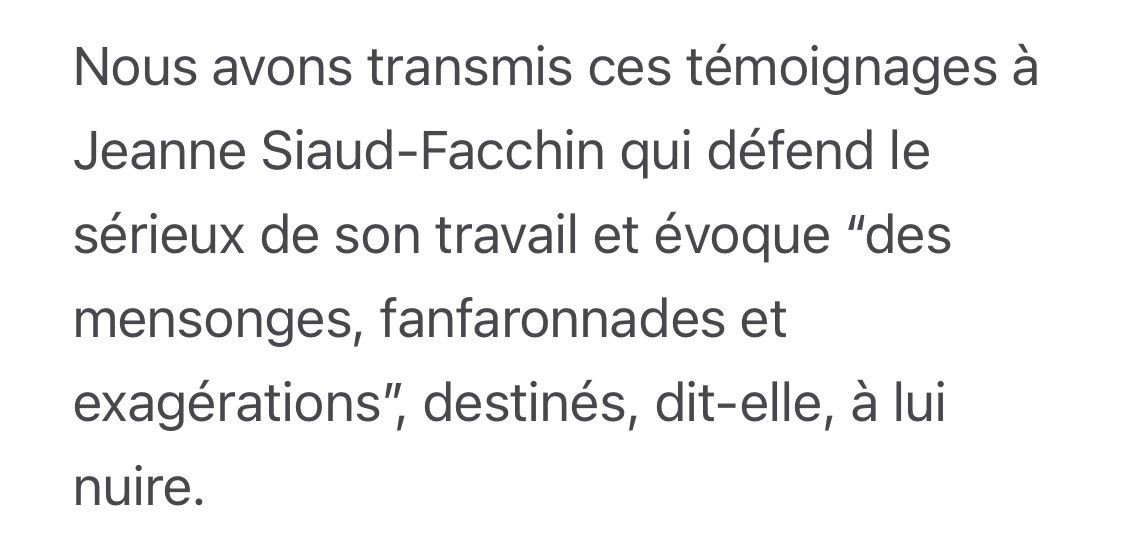 Nous avons transmis ces témoignages à
Jeanne Siaud-Facchin qui défend le
sérieux de son travail et évoque “des
mensonges, fanfaronnades et
exagérations”, destinés, dit-elle, à lui
nuire.